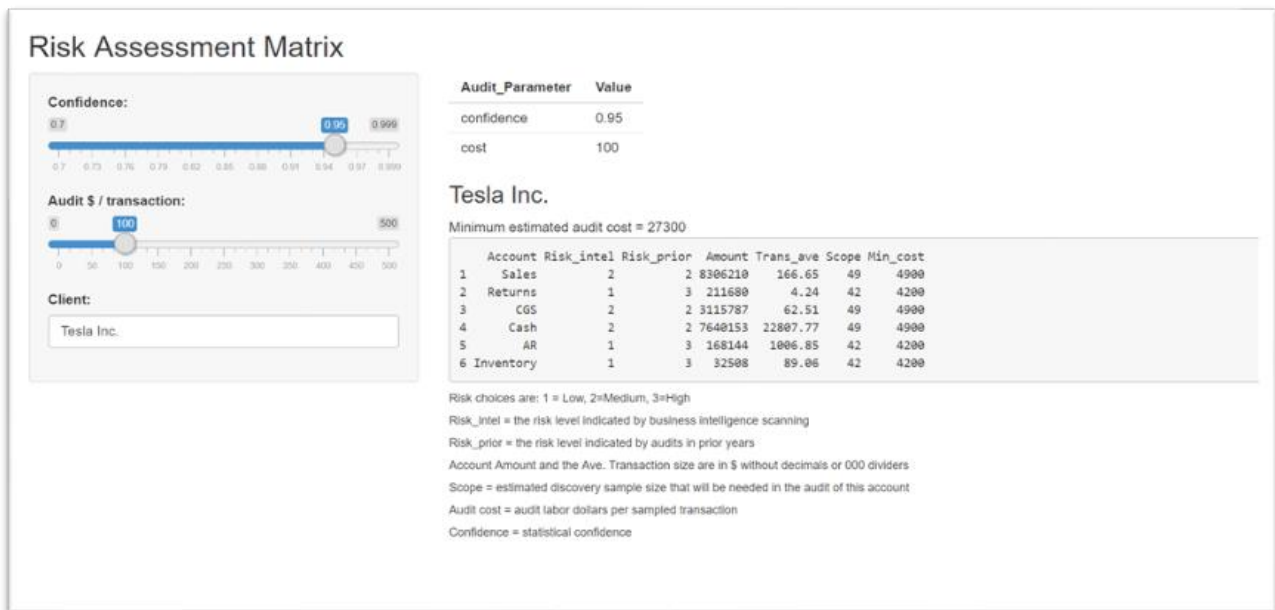 Risk Assessment Matrix
Confidence:
0.7 0.95 0.999
0.7 0.73 0.76 0.79 0.82 0.85 0.88 0.91 0.94 0.97 0.999
Audit $ / transaction:
0 100 500
0 50 100 150 200 250 300 350 400 450 500
Client:
Tesla Inc.
Audit_Parameter Value
confidence 0.95
cost 100
Tesla Inc.
Minimum estimated audit cost = 27300
Account Risk_intel Risk_prior Amount Trans_ave Scope Min_cost
1 Sales 2 2 8306210 166.65 49 4900
2 Returns 1 3 211680 4.24 42 4200
3 CGS 2 2 3115787 62.51 49 4900
4 Cash 2 2 7640153 22807.77 49 4900
5 AR 1 3 168144 1006.85 42 4200
6 Inventory 1 3 32508 89.06 42 4200
Risk choices are: 1 = Low, 2=Medium, 3=High
Risk_intel = the risk level indicated by business intelligence scanning
Risk_prior = the risk level indicated by audits in prior years
Account Amount and the Ave. Transaction size are in $ without decimals or 000 dividers
Scope = estimated discovery sample size that will be needed in the audit of this account
Audit cost = audit labor dollars per sampled transaction
Confidence = statistical confidence